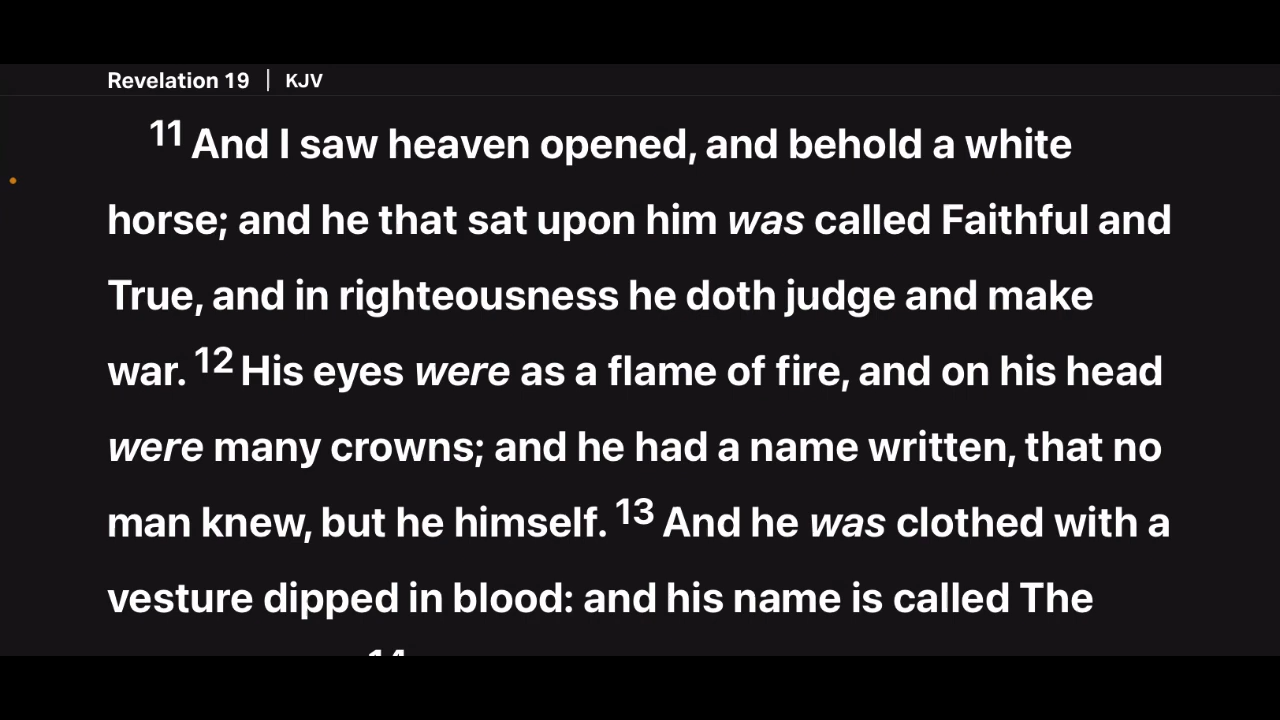 Revelation 19 | KJV
11 And I saw heaven opened, and behold a white
horse; and he that sat upon him was called Faithful and
True, and in righteousness he doth judge and make
war. 12 His eyes were as a flame of fire, and on his head
were many crowns; and he had a name written, that no
man knew, but he himself. 13 And he was clothed with a
vesture dipped in blood: and his name is called The
14